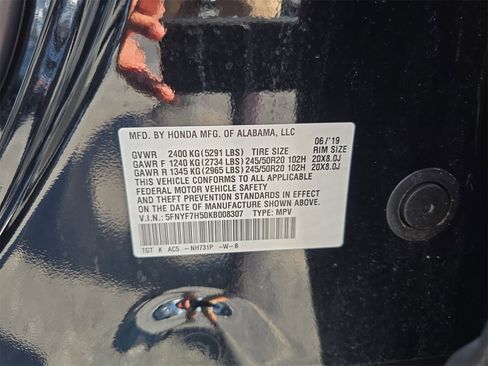 MFD. BY HONDA MFG. OF ALABAMA, LLC
06/'19
GVWR 2400 KG (5291 LBS) TIRE SIZE RIM SIZE
GAWR F 1240 KG (2734 LBS) 245/50R20 102H 20X8.0J
GAWR R 1345 KG (2965 LBS) 245/50R20 102H 20X8.0J
THIS VEHICLE CONFORMS TO ALL APPLICABLE
FEDERAL MOTOR VEHICLE SAFETY
AND THEFT PREVENTION STANDARDS IN EFFECT
ON THE DATE OF MANUFACTURE SHOWN ABOVE.
V.I.N.: 5FNYF7H50KB008307 TYPE: MPV
TGT K AC5 -NH731P -W-B